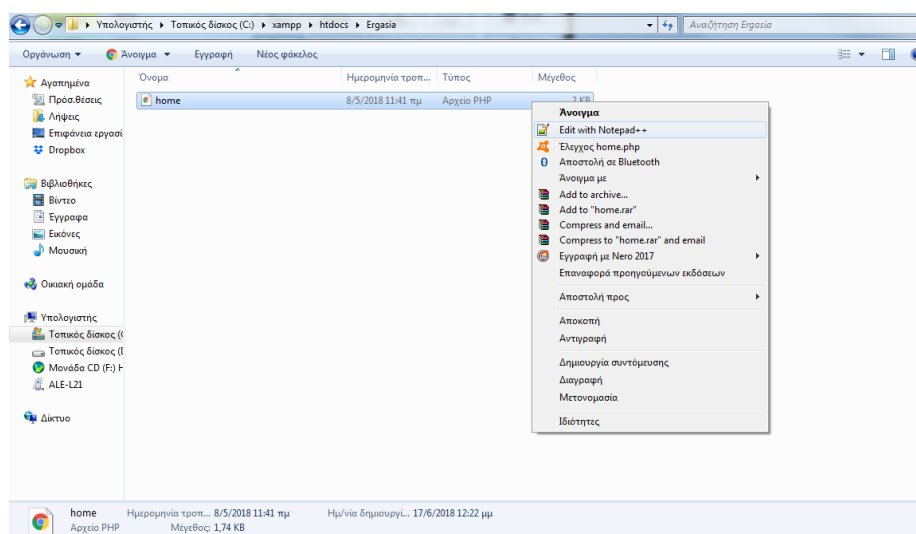 Υπολογιστής ▸ Τοπικός δίσκος (C:) ▸ xampp ▸ htdocs ▸ Ergasia
Αναζήτηση Ergasia
Οργάνωση Άνοιγμα Εγγραφή Νέος φάκελος
Όνομα Ημερομηνία τροπ... Τύπος Μέγεθος
home 8/5/2018 11:41 πμ Αρχείο PHP 2 KB
Αγαπημένα
Πρόσ.θέσεις
Λήψεις
Επιφάνεια εργασί
Dropbox
Βιβλιοθήκες
Βίντεο
Έγγραφα
Εικόνες
Μουσική
Οικιακή ομάδα
Υπολογιστής
Τοπικός δίσκος (
Τοπικός δίσκος (
Μονάδα CD (F:) H
ALE-L21
Δίκτυο
Άνοιγμα
Edit with Notepad++
Έλεγχος home.php
Αποστολή σε Bluetooth
Άνοιγμα με
Add to archive...
Add to "home.rar"
Compress and email...
Compress to "home.rar" and email
Εγγραφή με Nero 2017
Επαναφορά προηγούμενων εκδόσεων
Αποστολή προς
Αποκοπή
Αντιγραφή
Δημιουργία συντόμευσης
Διαγραφή
Μετονομασία
Ιδιότητες
home Ημερομηνία τροπ... 8/5/2018 11:41 πμ Ημ/νία δημιουργί... 17/6/2018 12:22 μμ
Αρχείο PHP Μέγεθος: 1,74 KB